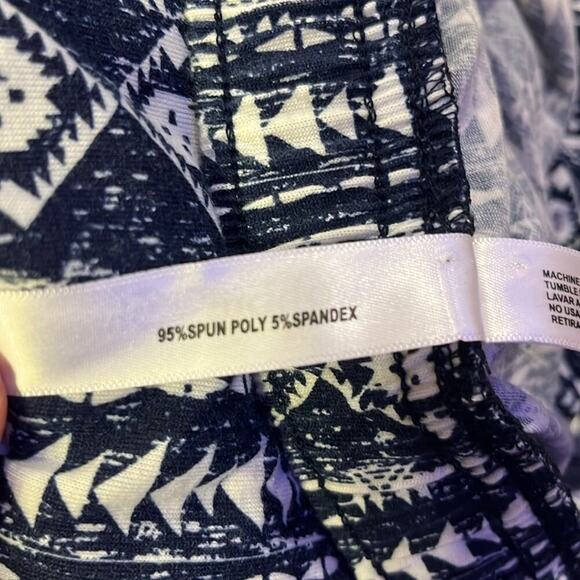 95%SPUN POLY 5%SPANDEX
MACHINE
TUMBLE
LAVAR A
NO USA
RETIRA